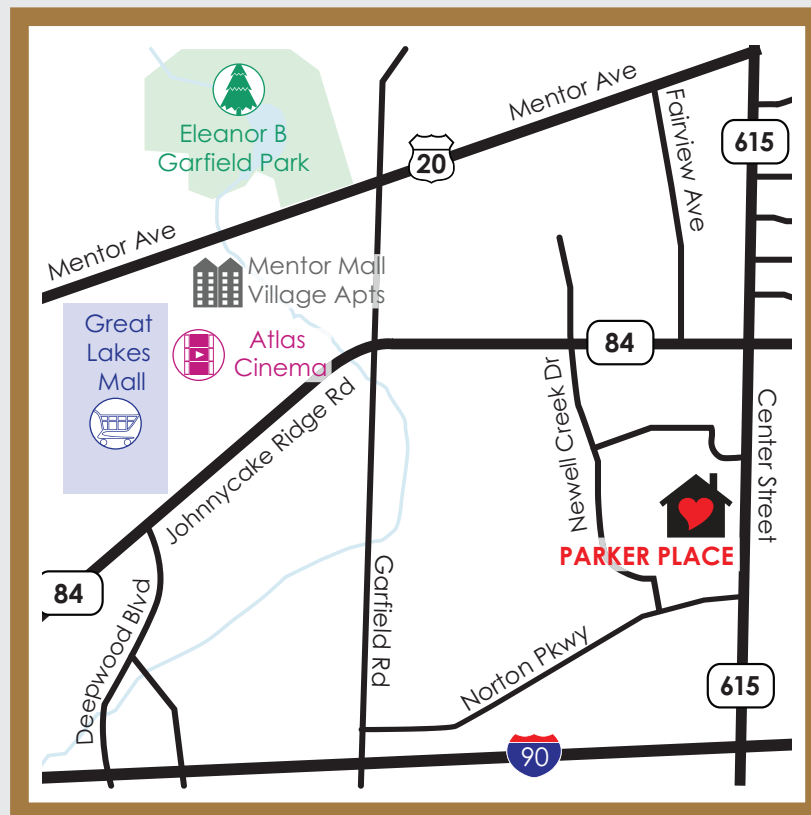 Mentor Ave
Fairview Ave
615
Eleanor B
Garfield Park
20
Mentor Ave
Mentor Mall
Village Apts
Great
Lakes
Mall
Atlas
Cinema
84
Johnnycake Ridge Rd
Newell Creek Dr
Center Street
PARKER PLACE
84
Deepwood Blvd
Garfield Rd
Norton Pkwy
615
90